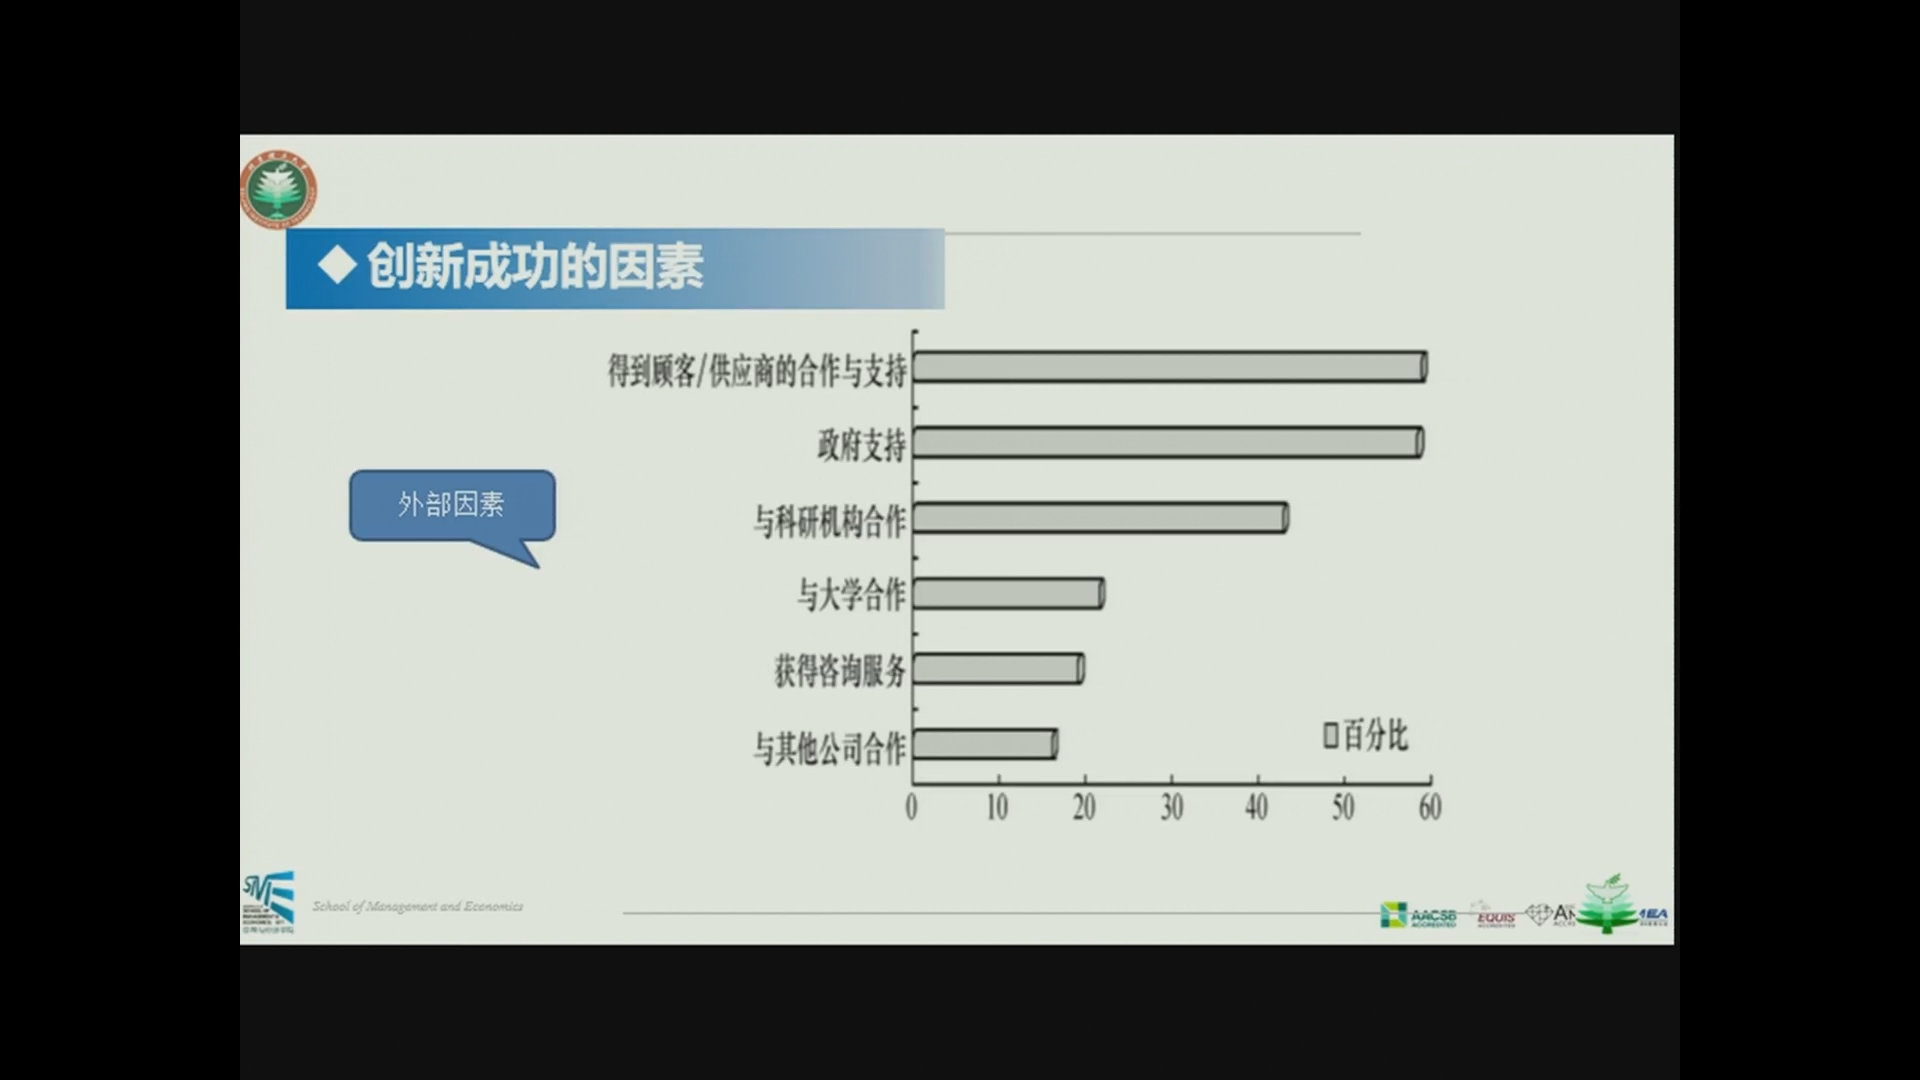 ◆创新成功的因素
得到顾客/供应商的合作与支持
政府支持
外部因素
与科研机构合作
与大学合作
获得咨询服务
与其他公司合作
百分比
0 10 20 30 40 50 60
School of Management and Economics
AACSB
ACCREDITED
EQUIS
ACCREDITED